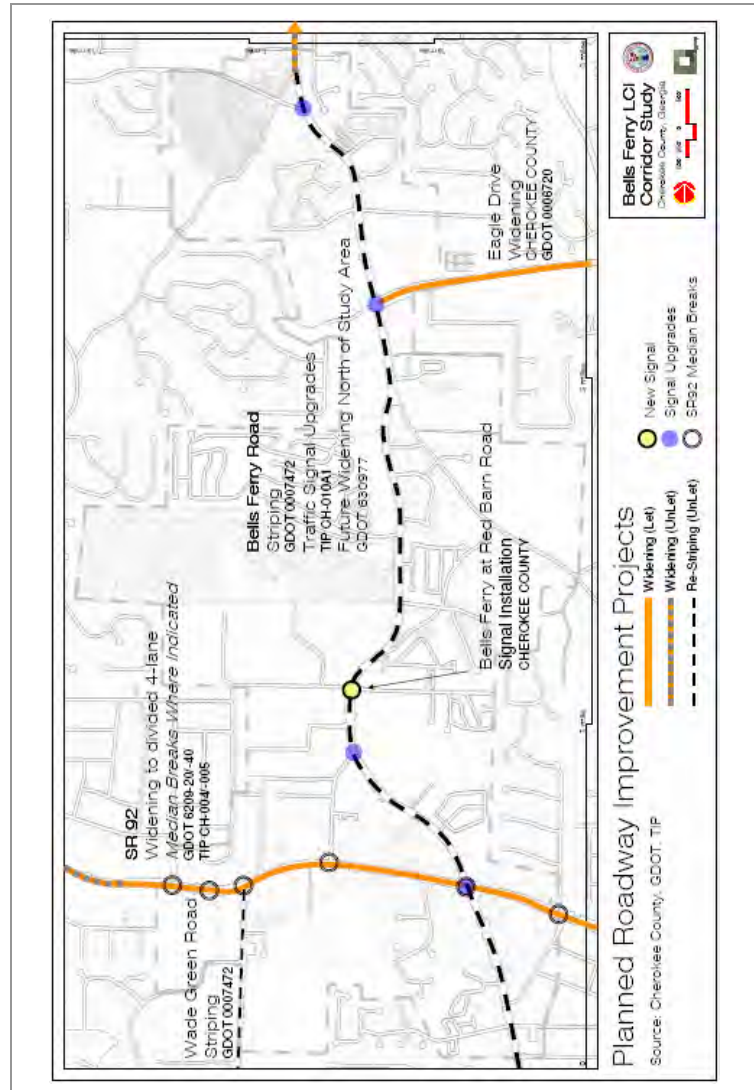 SR 92
Widening to divided 4-lane
Median Breaks Where Indicated
GDOT 6209-20/-40
TIP CH-004/-005
Wade Green Road
Striping
GDOT 0007472
Bells Ferry Road
Striping
GDOT 0007472
Traffic Signal Upgrades
TIP CH-010A1
Future Widening North of Study Area
GDOT 630977
Bells Ferry at Red Barn Road
Signal Installation
CHEROKEE COUNTY
Eagle Drive
Widening
CHEROKEE COUNTY /
GDOT 0006720
Planned Roadway Improvement Projects
Source: Cherokee County, GDOT, TIP
Widening (Let)
Widening (UnLet)
Re-Striping (UnLet)
New Signal
Signal Upgrades
SR92 Median Breaks
Bells Ferry LCI
Corridor Study
Cherokee County, Georgia